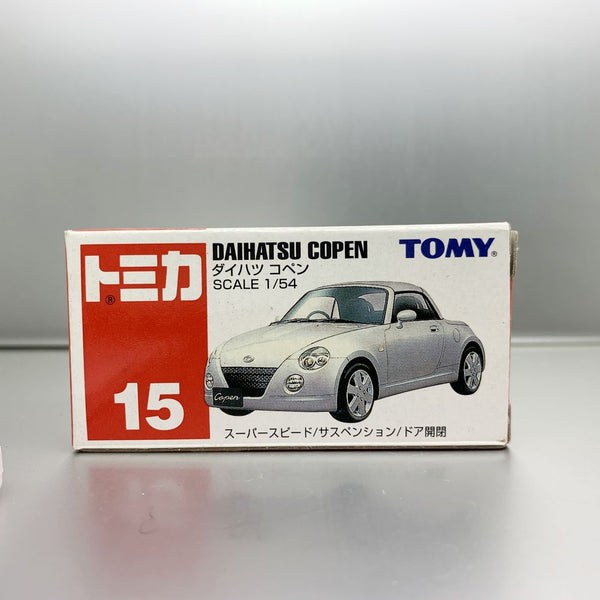 トミカ
®
15
DAIHATSU COPEN
ダイハツ コペン
SCALE 1/54
TOMY®
Copen
スーパースピード/サスペンション/ドア開閉